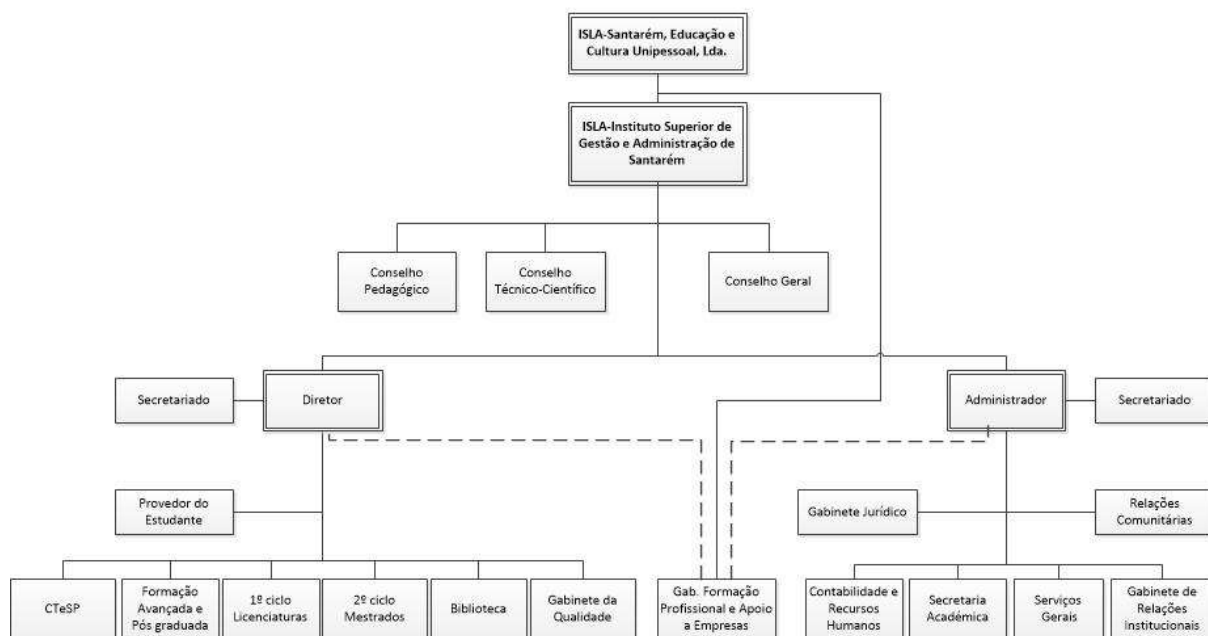 ISLA-Santarém, Educação e
Cultura Unipessoal, Lda.
ISLA-Instituto Superior de
Gestão e Administração de
Santarém
Conselho
Pedagógico
Conselho
Técnico-Científico
Conselho Geral
Secretariado
Diretor
Administrador
Secretariado
Provedor do
Estudante
Gabinete Jurídico
Relações
Comunitárias
CTeSP
Formação
Avançada e
Pós graduada
1º ciclo
Licenciaturas
2º ciclo
Mestrados
Biblioteca
Gabinete da
Qualidade
Gab. Formação
Profissional e Apoio
a Empresas
Contabilidade e
Recursos
Humanos
Secretaria
Académica
Serviços
Gerais
Gabinete de
Relações
Institucionais